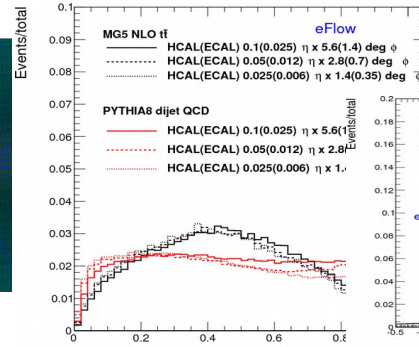 Events/total
0.1
0.09
0.08
0.07
0.06
0.05
0.04
0.03
0.02
0.01
0
eFlow
MG5 NLO tt̄
HCAL(ECAL) 0.1(0.025) η x 5.6(1.4) deg ϕ
HCAL(ECAL) 0.05(0.012) η x 2.8(0.7) deg ϕ
HCAL(ECAL) 0.025(0.006) η x 1.4(0.35) deg ϕ
PYTHIA8 dijet QCD
HCAL(ECAL) 0.1(0.025) η x 5.6(1
HCAL(ECAL) 0.05(0.012) η x 2.8(
HCAL(ECAL) 0.025(0.006) η x 1.
0 0.2 0.4 0.6 0.8
Events/total
0.2
0.18
0.16
0.14
0.12
0.1
0.08
0.06
0.04
0.02
0
-0.5
e